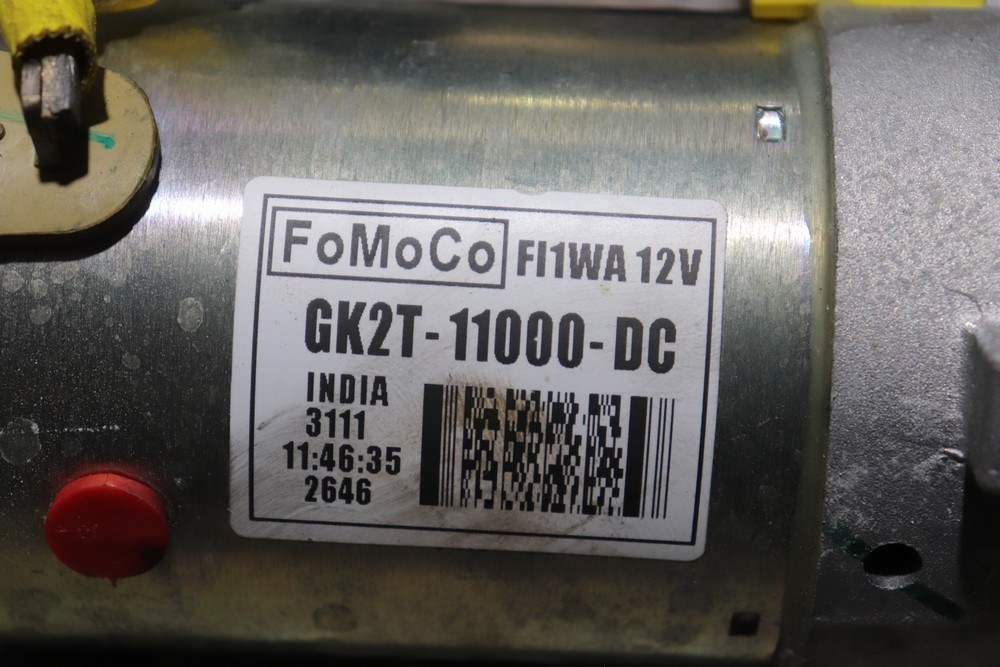 FoMoCo FI1WA 12V
GK2T-11000-DC
INDIA
3111
11:46:35
2646